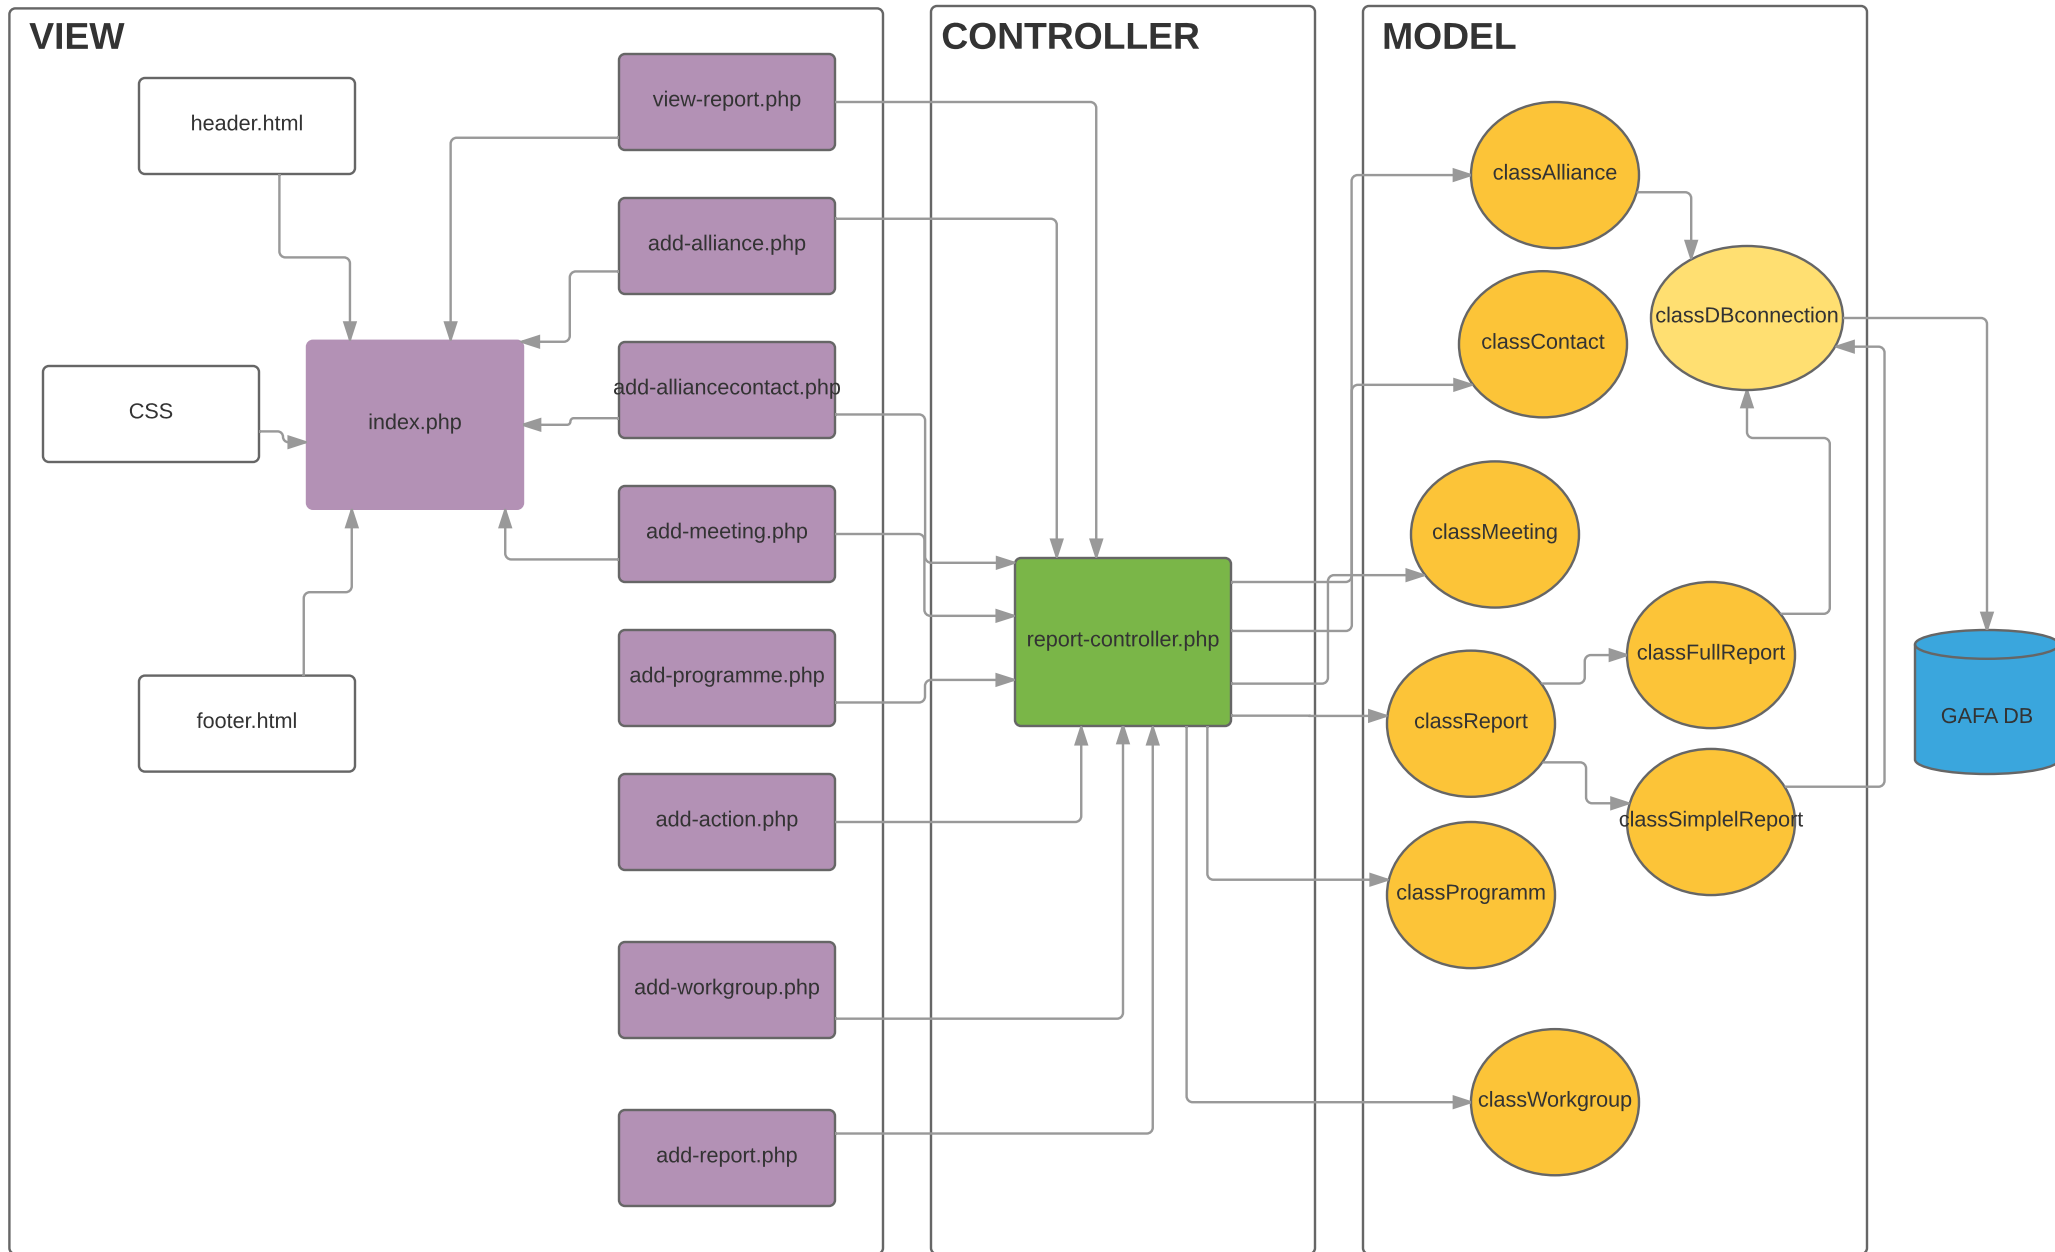 VIEW
header.html
CSS
index.php
footer.html
view-report.php
add-alliance.php
add-alliancecontact.php
add-meeting.php
add-programme.php
add-action.php
add-workgroup.php
add-report.php
CONTROLLER
report-controller.php
MODEL
classAlliance
classContact
classDBconnection
classMeeting
classFullReport
classReport
classSimplelReport
classProgramm
classWorkgroup
GAFA DB